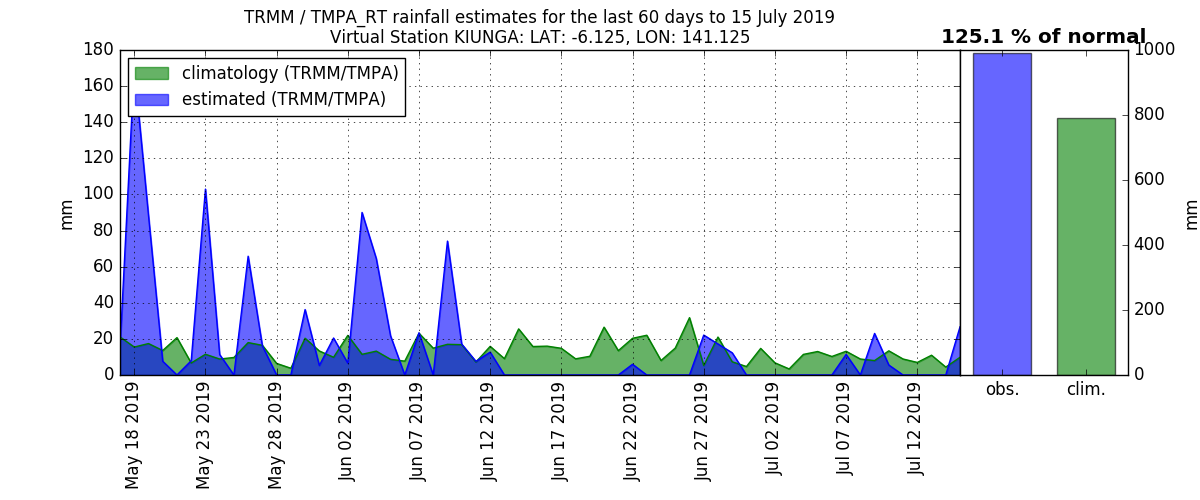 TRMM / TMPA_RT rainfall estimates for the last 60 days to 15 July 2019
Virtual Station KIUNGA: LAT: -6.125, LON: 141.125
125.1 % of normal
climatology (TRMM/TMPA)
estimated (TRMM/TMPA)
mm
180
160
140
120
100
80
60
40
20
0
May 18 2019
May 23 2019
May 28 2019
Jun 02 2019
Jun 07 2019
Jun 12 2019
Jun 17 2019
Jun 22 2019
Jun 27 2019
Jul 02 2019
Jul 07 2019
Jul 12 2019
obs.
clim.
1000
800
600
400
200
0
mm